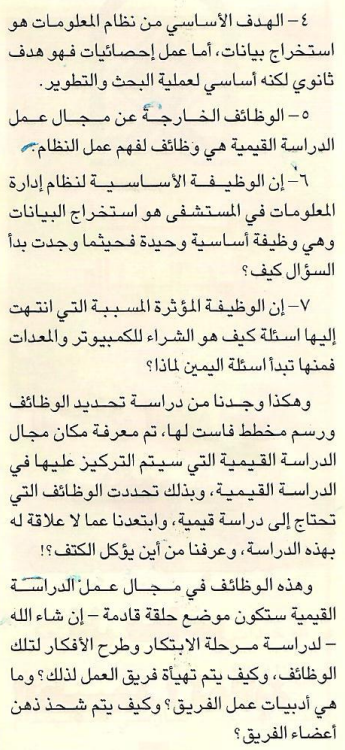 ٤- الهدف الأساسي من نظام المعلومات هو
استخراج بيانات، أما عمل إحصائيات فهو هدف
ثانوي لكنه أساسي لعملية البحث والتطوير.
٥- الوظائف الخارجة عن مجال عمل
الدراسة القيمية هي وظائف لفهم عمل النظام.
٦- إن الوظيفة الأساسية لنظام إدارة
المعلومات في المستشفى هو استخراج البيانات
وهي وظيفة أساسية وحيدة فحيثما وجدت بدأ
السؤال كيف؟
٧- إن الوظيفة المؤثرة المسببة التي انتهت
إليها اسئلة كيف هو الشراء للكمبيوتر والمعدات
فمنها تبدأ اسئلة اليمين لماذا؟
وهكذا وجدنا من دراسة تحديد الوظائف
ورسم مخطط فاست لها، تم معرفة مكان مجال
الدراسة القيمية التي سيتم التركيز عليها في
الدراسة القيمية، وبذلك تحددت الوظائف التي
تحتاج إلى دراسة قيمية، وابتعدنا عما لا علاقة له
بهذه الدراسة، وعرفنا من أين يؤكل الكتف؟!
وهذه الوظائف في مجال عمل الدراسة
القيمية ستكون موضع حلقة قادمة – إن شاء الله
– لدراسة مرحلة الابتكار وطرح الأفكار لتلك
الوظائف، وكيف يتم تهيأة فريق العمل لذلك؟ وما
هي أدبيات عمل الفريق؟ وكيف يتم شحذ ذهن
أعضاء الفريق؟